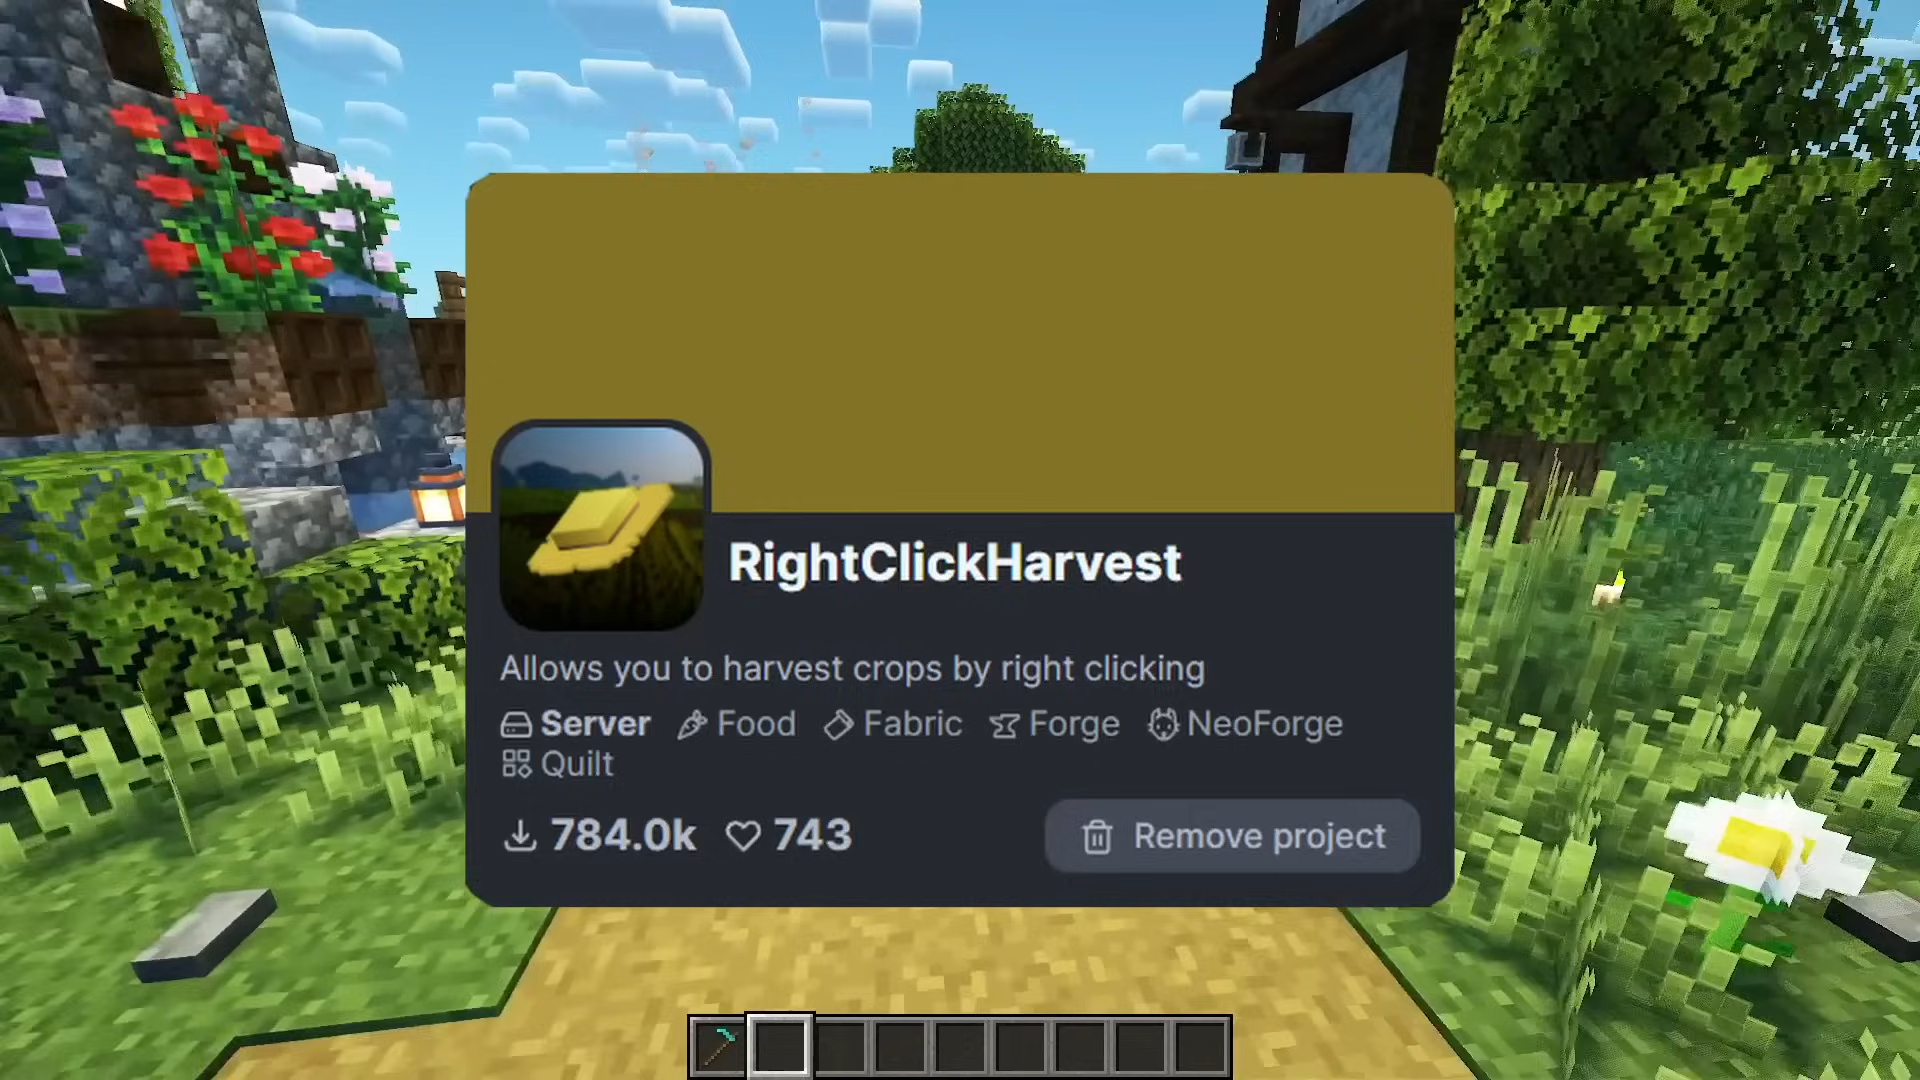 RightClickHarvest
Allows you to harvest crops by right clicking
Server Food Fabric Forge NeoForge
Quilt
784.0k 743 Remove project